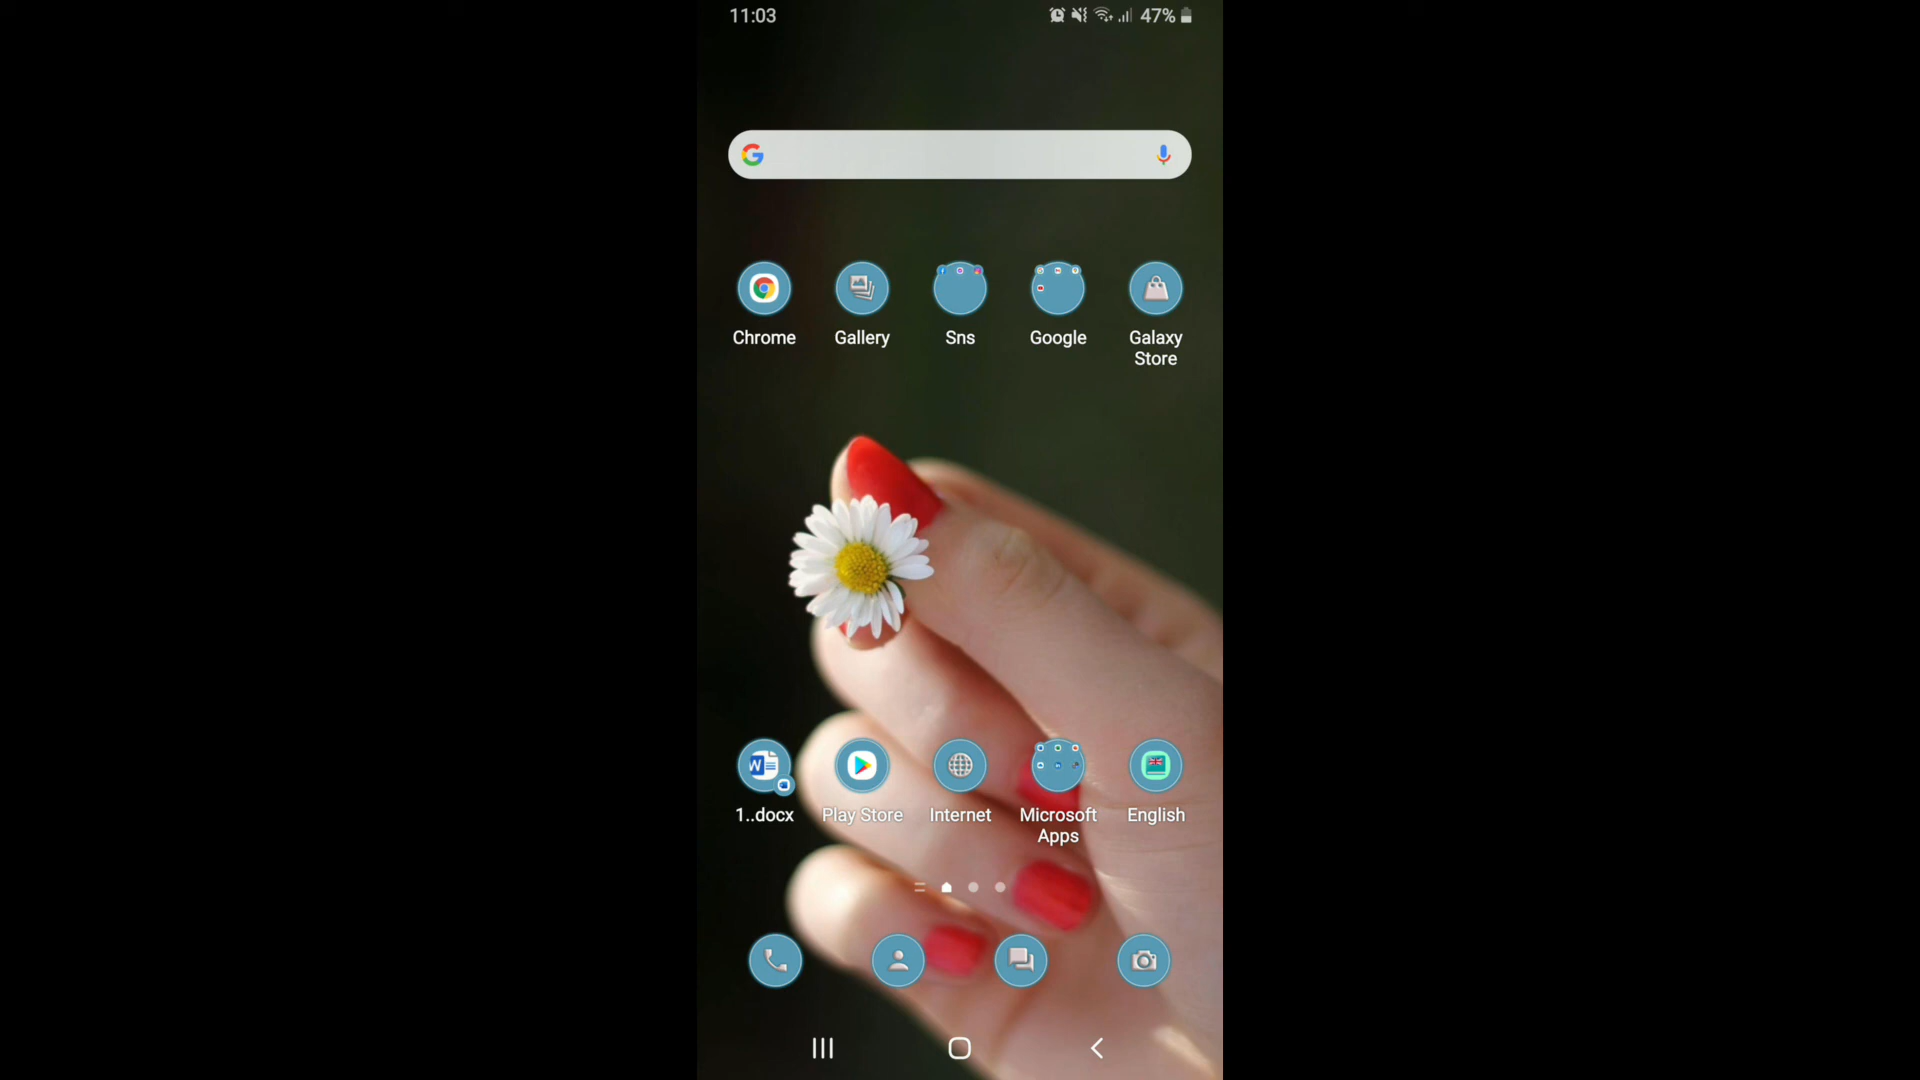 11:03
47%
Chrome
Gallery
Sns
Google
Galaxy
Store
1..docx
Play Store
Internet
Microsoft
Apps
English